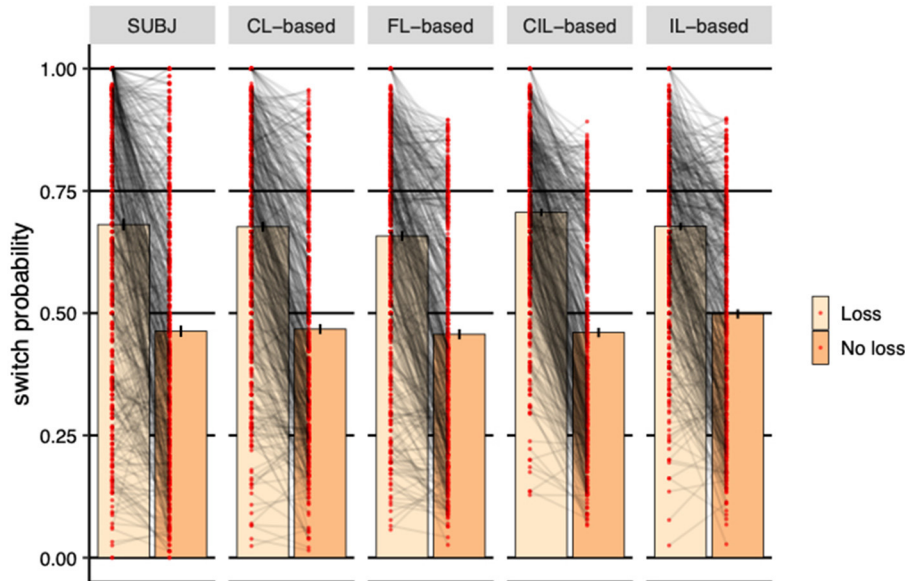 SUBJ CL-based FL-based CIL-based IL-based
1.00
0.75
0.50
0.25
0.00
switch probability
Loss
No loss